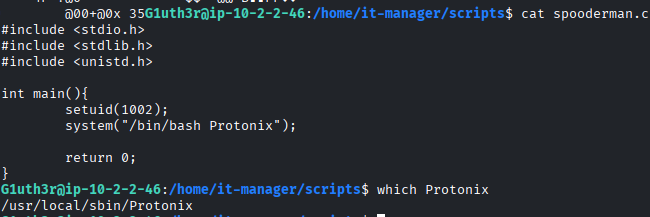 @00+@0x 35G1uth3r@ip-10-2-2-46:/home/it-manager/scripts$ cat spooderman.c
#include <stdio.h>
#include <stdlib.h>
#include <unistd.h>
int main(){
setuid(1002);
system("/bin/bash Protonix");
return 0;
}
G1uth3r@ip-10-2-2-46:/home/it-manager/scripts$ which Protonix
/usr/local/sbin/Protonix